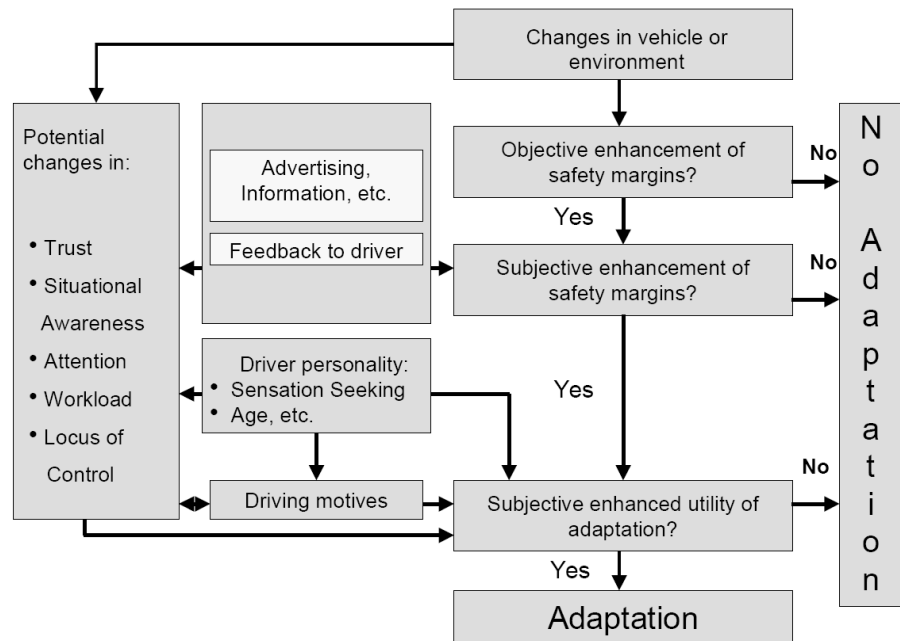 Changes in vehicle or
environment
Potential
changes in:
• Trust
• Situational
Awareness
• Attention
• Workload
• Locus of
Control
Advertising,
Information, etc.
Feedback to driver
Driver personality:
• Sensation Seeking
• Age, etc.
Driving motives
Objective enhancement of
safety margins?
No
Yes
Subjective enhancement of
safety margins?
No
Yes
Subjective enhanced utility of
adaptation?
No
Yes
Adaptation
No Adaptation